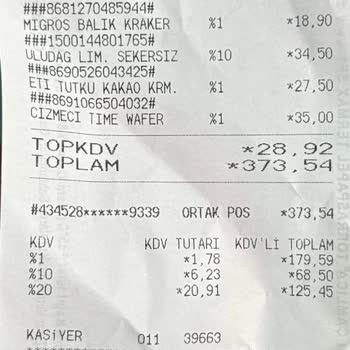 ###8681270485944#
MIGROS BALIK KRAKER %1 *18,90
###1500144801765#
ULUDAG LIM. SEKERSIZ %10 *34,50
###8690526043425#
ETI TUTKU KAKAO KRM. %1 *27,50
###8691066504032#
CIZMECI TIME WAFER %1 *35,00
TOPKDV *28,92
TOPLAM *373,54
#434528******9339 ORTAK POS *373,54
KDV KDV TUTARI KDV'Lİ TOPLAM
%1 *1,78 *179,59
%10 *6,23 *68,50
%20 *20,91 *125,45
KASİYER 011 39663